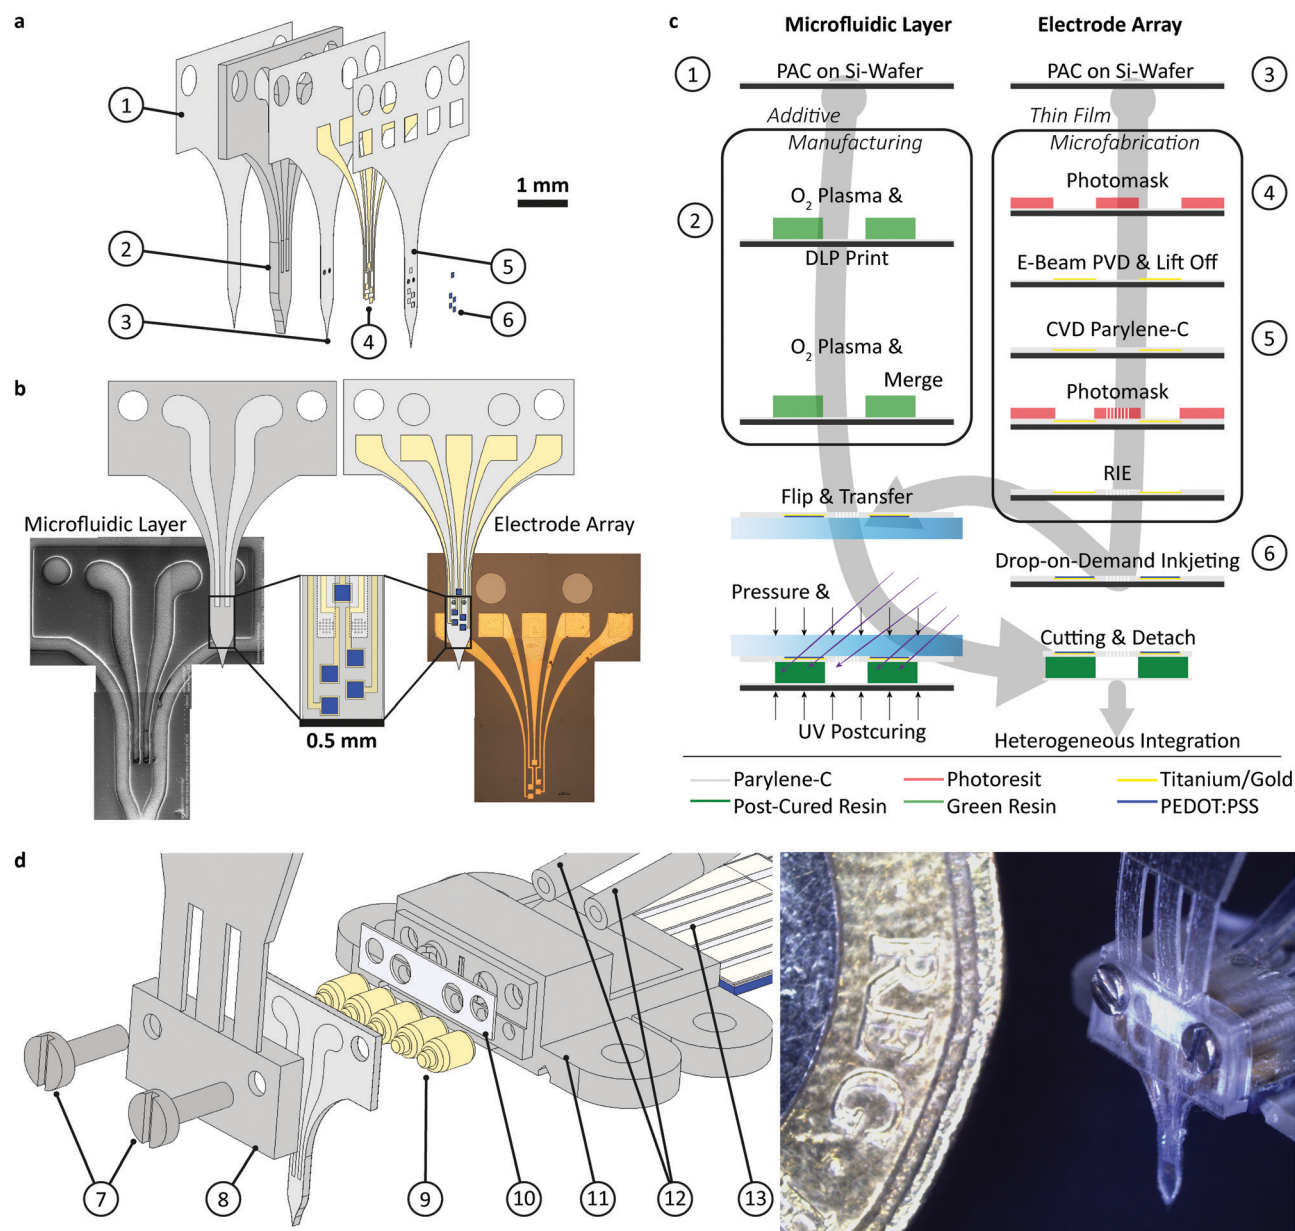 a
1
2
3
4
5
6
1 mm
b
Microfluidic Layer
Electrode Array
0.5 mm
c
Microfluidic Layer
Electrode Array
1
PAC on Si-Wafer
PAC on Si-Wafer
3
Additive
Manufacturing
Thin Film
Microfabrication
2
O2 Plasma &
DLP Print
O2 Plasma &
Merge
Photomask
4
E-Beam PVD & Lift Off
CVD Parylene-C
5
Photomask
RIE
Flip & Transfer
6
Drop-on-Demand Inkjeting
Pressure &
UV Postcuring
Cutting & Detach
Heterogeneous Integration
Parylene-C
Photoresit
Titanium/Gold
Post-Cured Resin
Green Resin
PEDOT:PSS
d
7
8
9
10
11
12
13